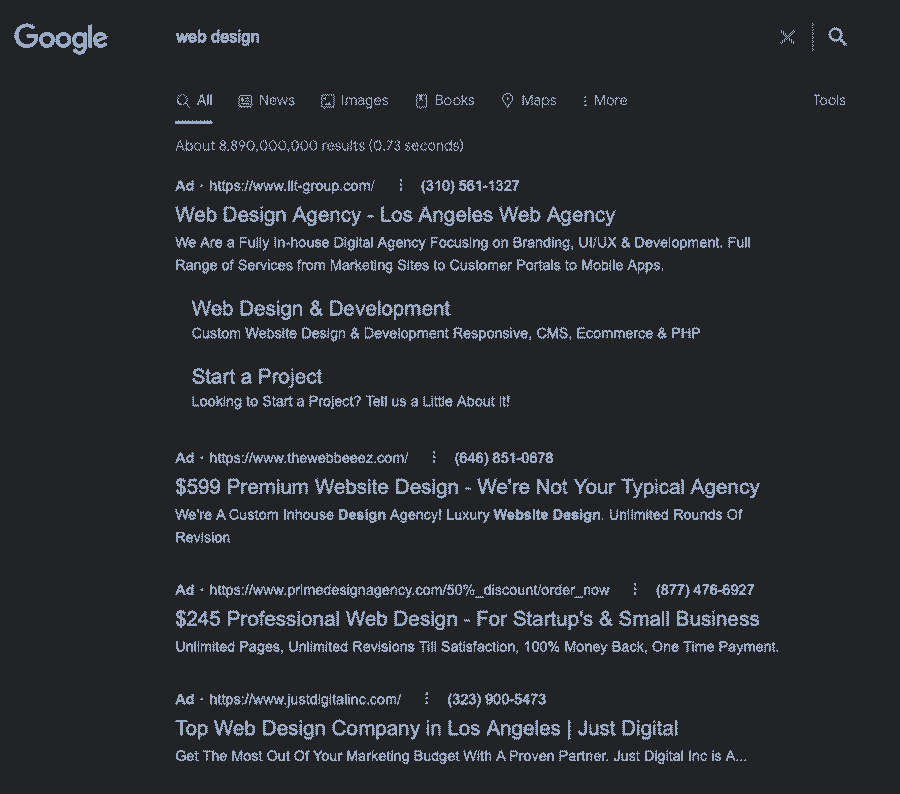 Google web design
All News Images Books Maps More Tools
About 8,890,000,000 results (0.73 seconds)
Ad · https://www.llt-group.com/ (310) 561-1327
Web Design Agency - Los Angeles Web Agency
We Are a Fully In-house Digital Agency Focusing on Branding, UI/UX & Development. Full
Range of Services from Marketing Sites to Customer Portals to Mobile Apps.
Web Design & Development
Custom Website Design & Development Responsive, CMS, Ecommerce & PHP
Start a Project
Looking to Start a Project? Tell us a Little About It!
Ad · https://www.thewebbeeez.com/ (646) 851-0678
$599 Premium Website Design - We're Not Your Typical Agency
We're A Custom Inhouse Design Agency! Luxury Website Design. Unlimited Rounds Of
Revision
Ad · https://www.primedesignagency.com/50%_discount/order_now (877) 476-6927
$245 Professional Web Design - For Startup's & Small Business
Unlimited Pages, Unlimited Revisions Till Satisfaction, 100% Money Back, One Time Payment.
Ad · https://www.justdigitalinc.com/ (323) 900-5473
Top Web Design Company in Los Angeles | Just Digital
Get The Most Out Of Your Marketing Budget With A Proven Partner. Just Digital Inc is A...